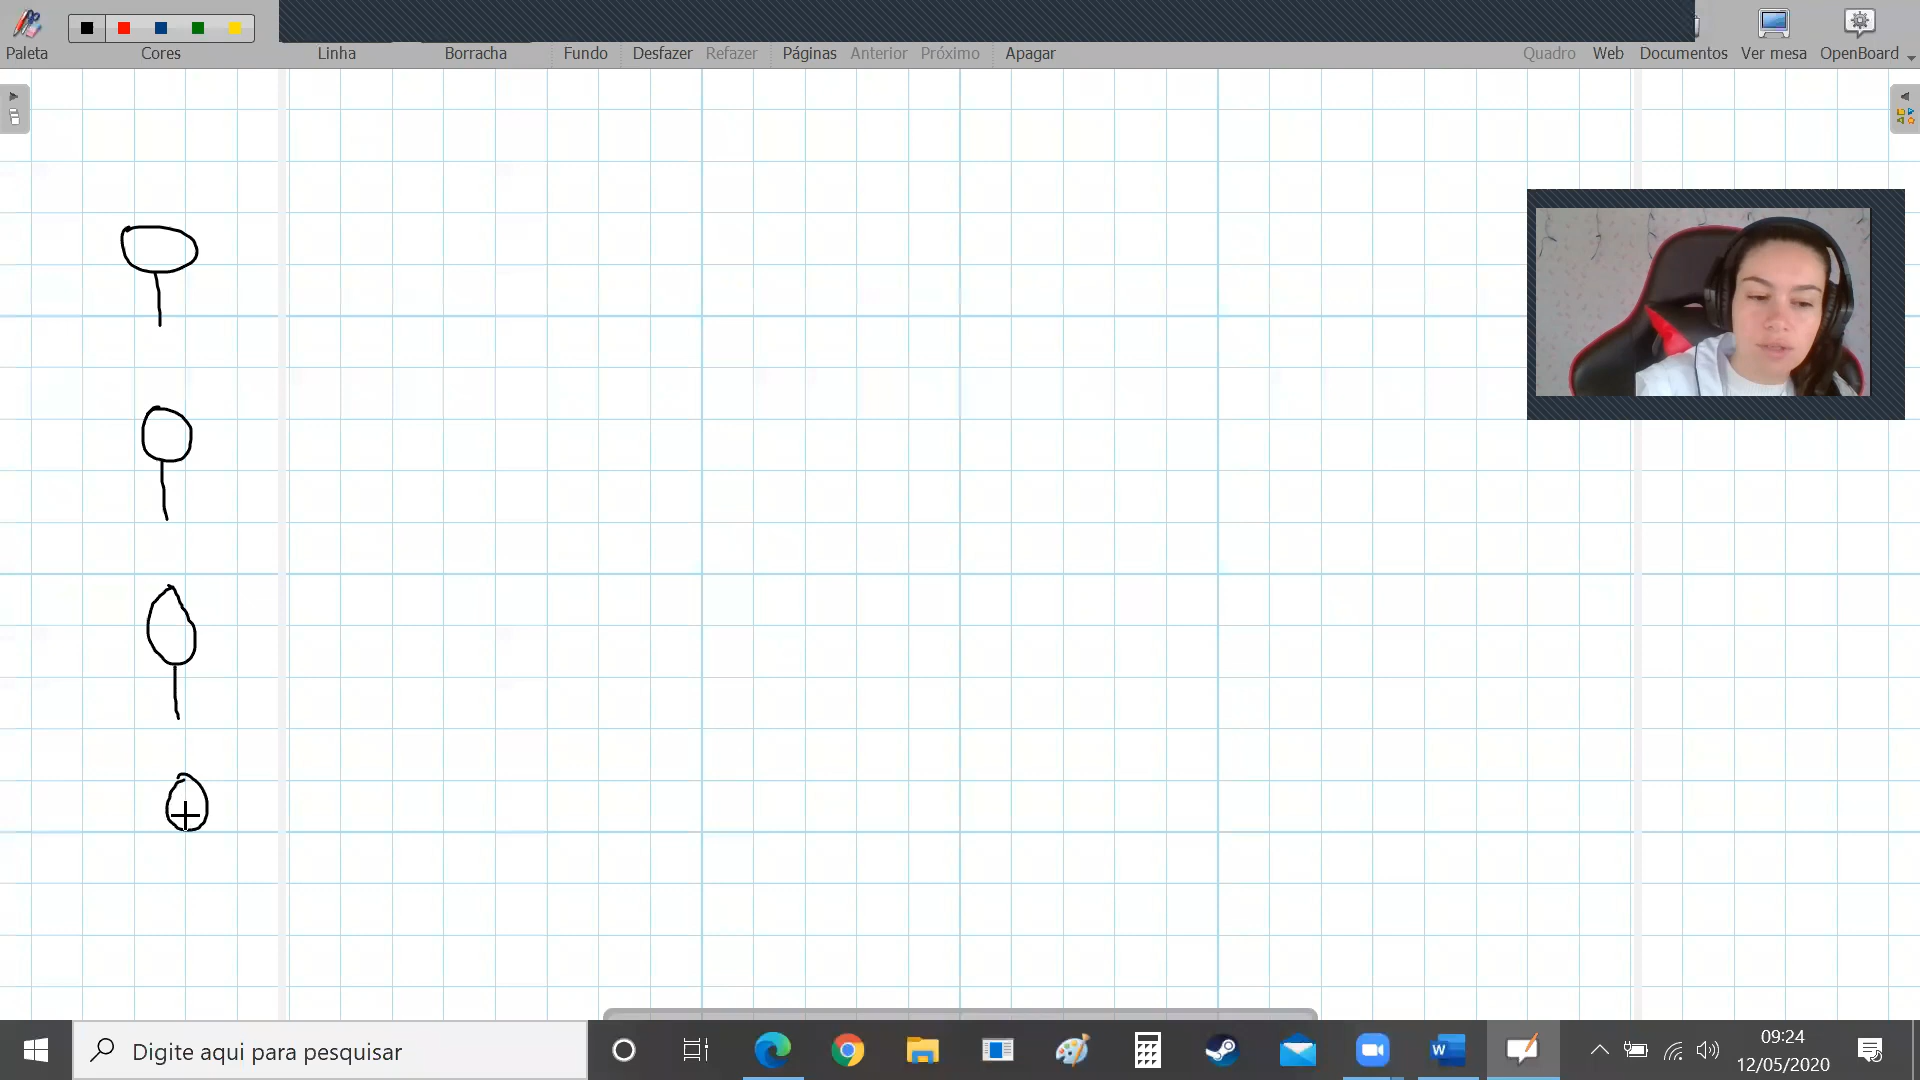 Paleta Cores Linha Borracha Fundo Desfazer Refazer Páginas Anterior Próximo Apagar Quadro Web Documentos Ver mesa OpenBoard
Digite aqui para pesquisar
W
09:24
12/05/2020